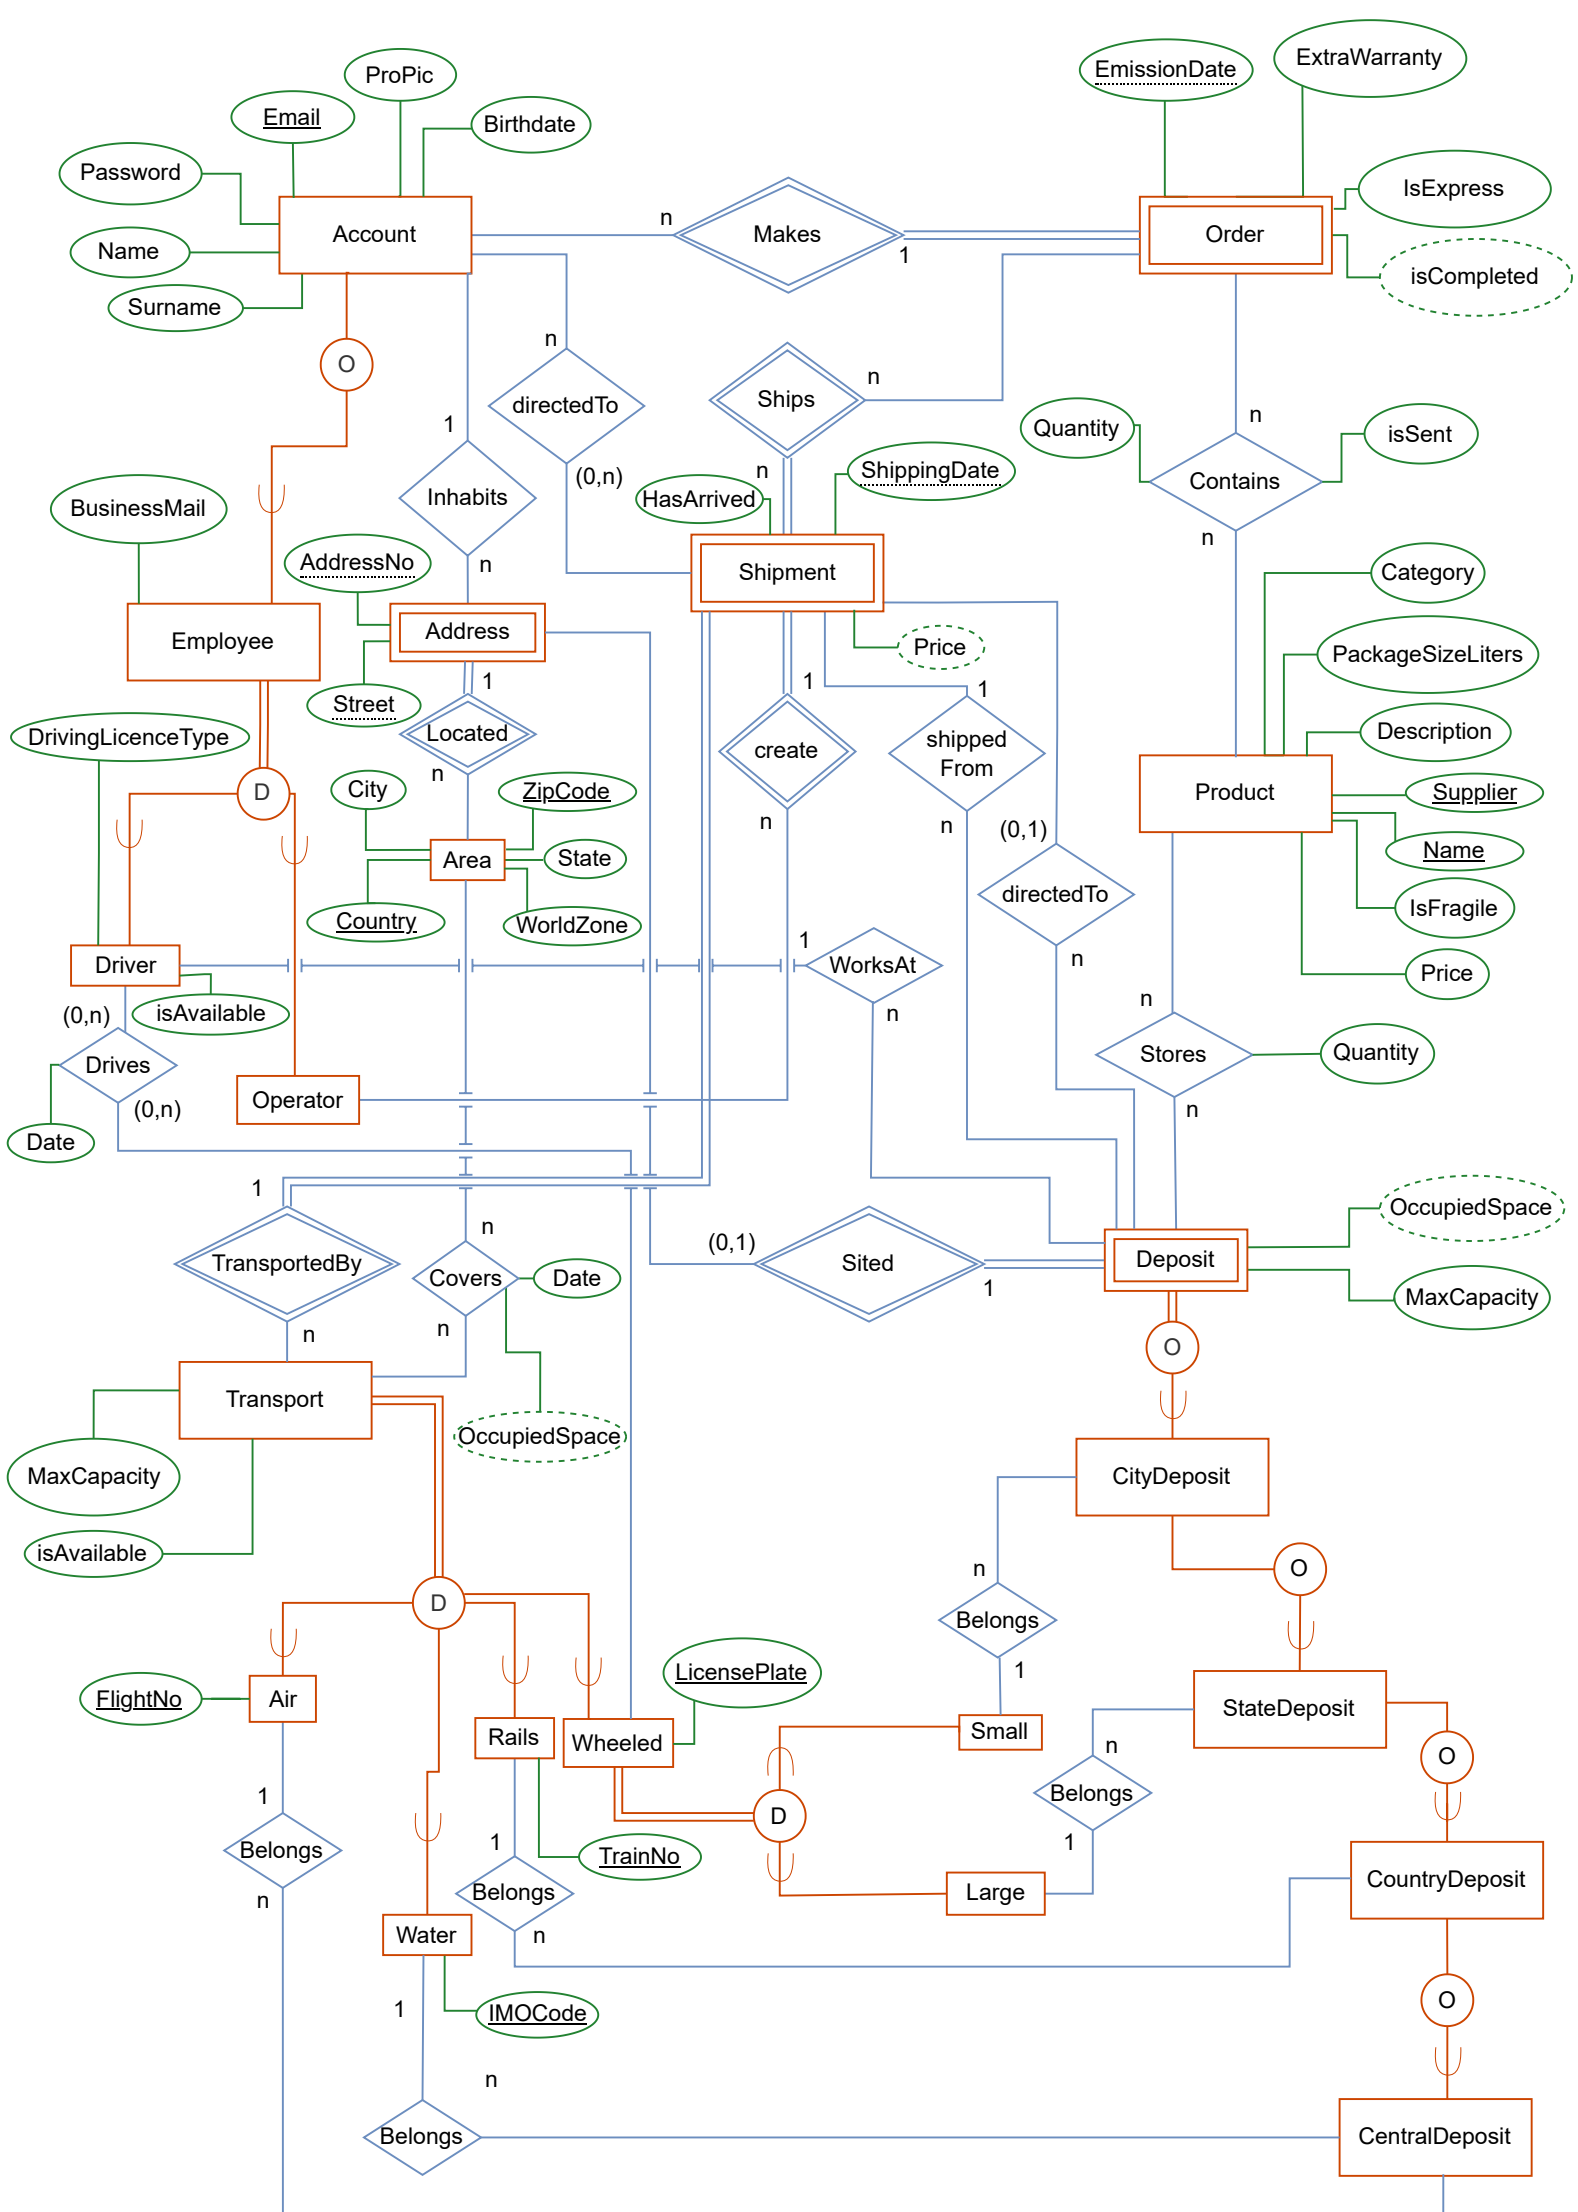 ProPic
ExtraWarranty
EmissionDate
Email
Birthdate
Password
IsExpress
n
Account
Makes
Order
1
Name
isCompleted
Surname
n
O
n
directedTo
Ships
n
Quantity
isSent
1
n
(0,n)
ShippingDate
Inhabits
HasArrived
Contains
BusinessMail
n
AddressNo
n
Shipment
Category
Employee
Address
Price
PackageSizeLiters
1
1
1
Street
DrivingLicenceType
Located
create
shipped
From
Description
n
D
City
ZipCode
Product
Supplier
n
n
(0,1)
Area
State
Name
directedTo
Country
WorldZone
IsFragile
1
Driver
WorksAt
n
Price
(0,n)
isAvailable
n
n
Drives
Stores
Quantity
(0,n)
Operator
n
Date
1
OccupiedSpace
n
(0,1)
TransportedBy
Covers
Date
Sited
Deposit
1
MaxCapacity
n
n
O
Transport
OccupiedSpace
MaxCapacity
CityDeposit
isAvailable
n
O
D
Belongs
1
LicensePlate
FlightNo
Air
StateDeposit
Rails
Wheeled
Small
n
O
1
Belongs
D
1
1
Belongs
TrainNo
CountryDeposit
n
Belongs
Large
Water
n
O
1
IMOCode
n
Belongs
CentralDeposit